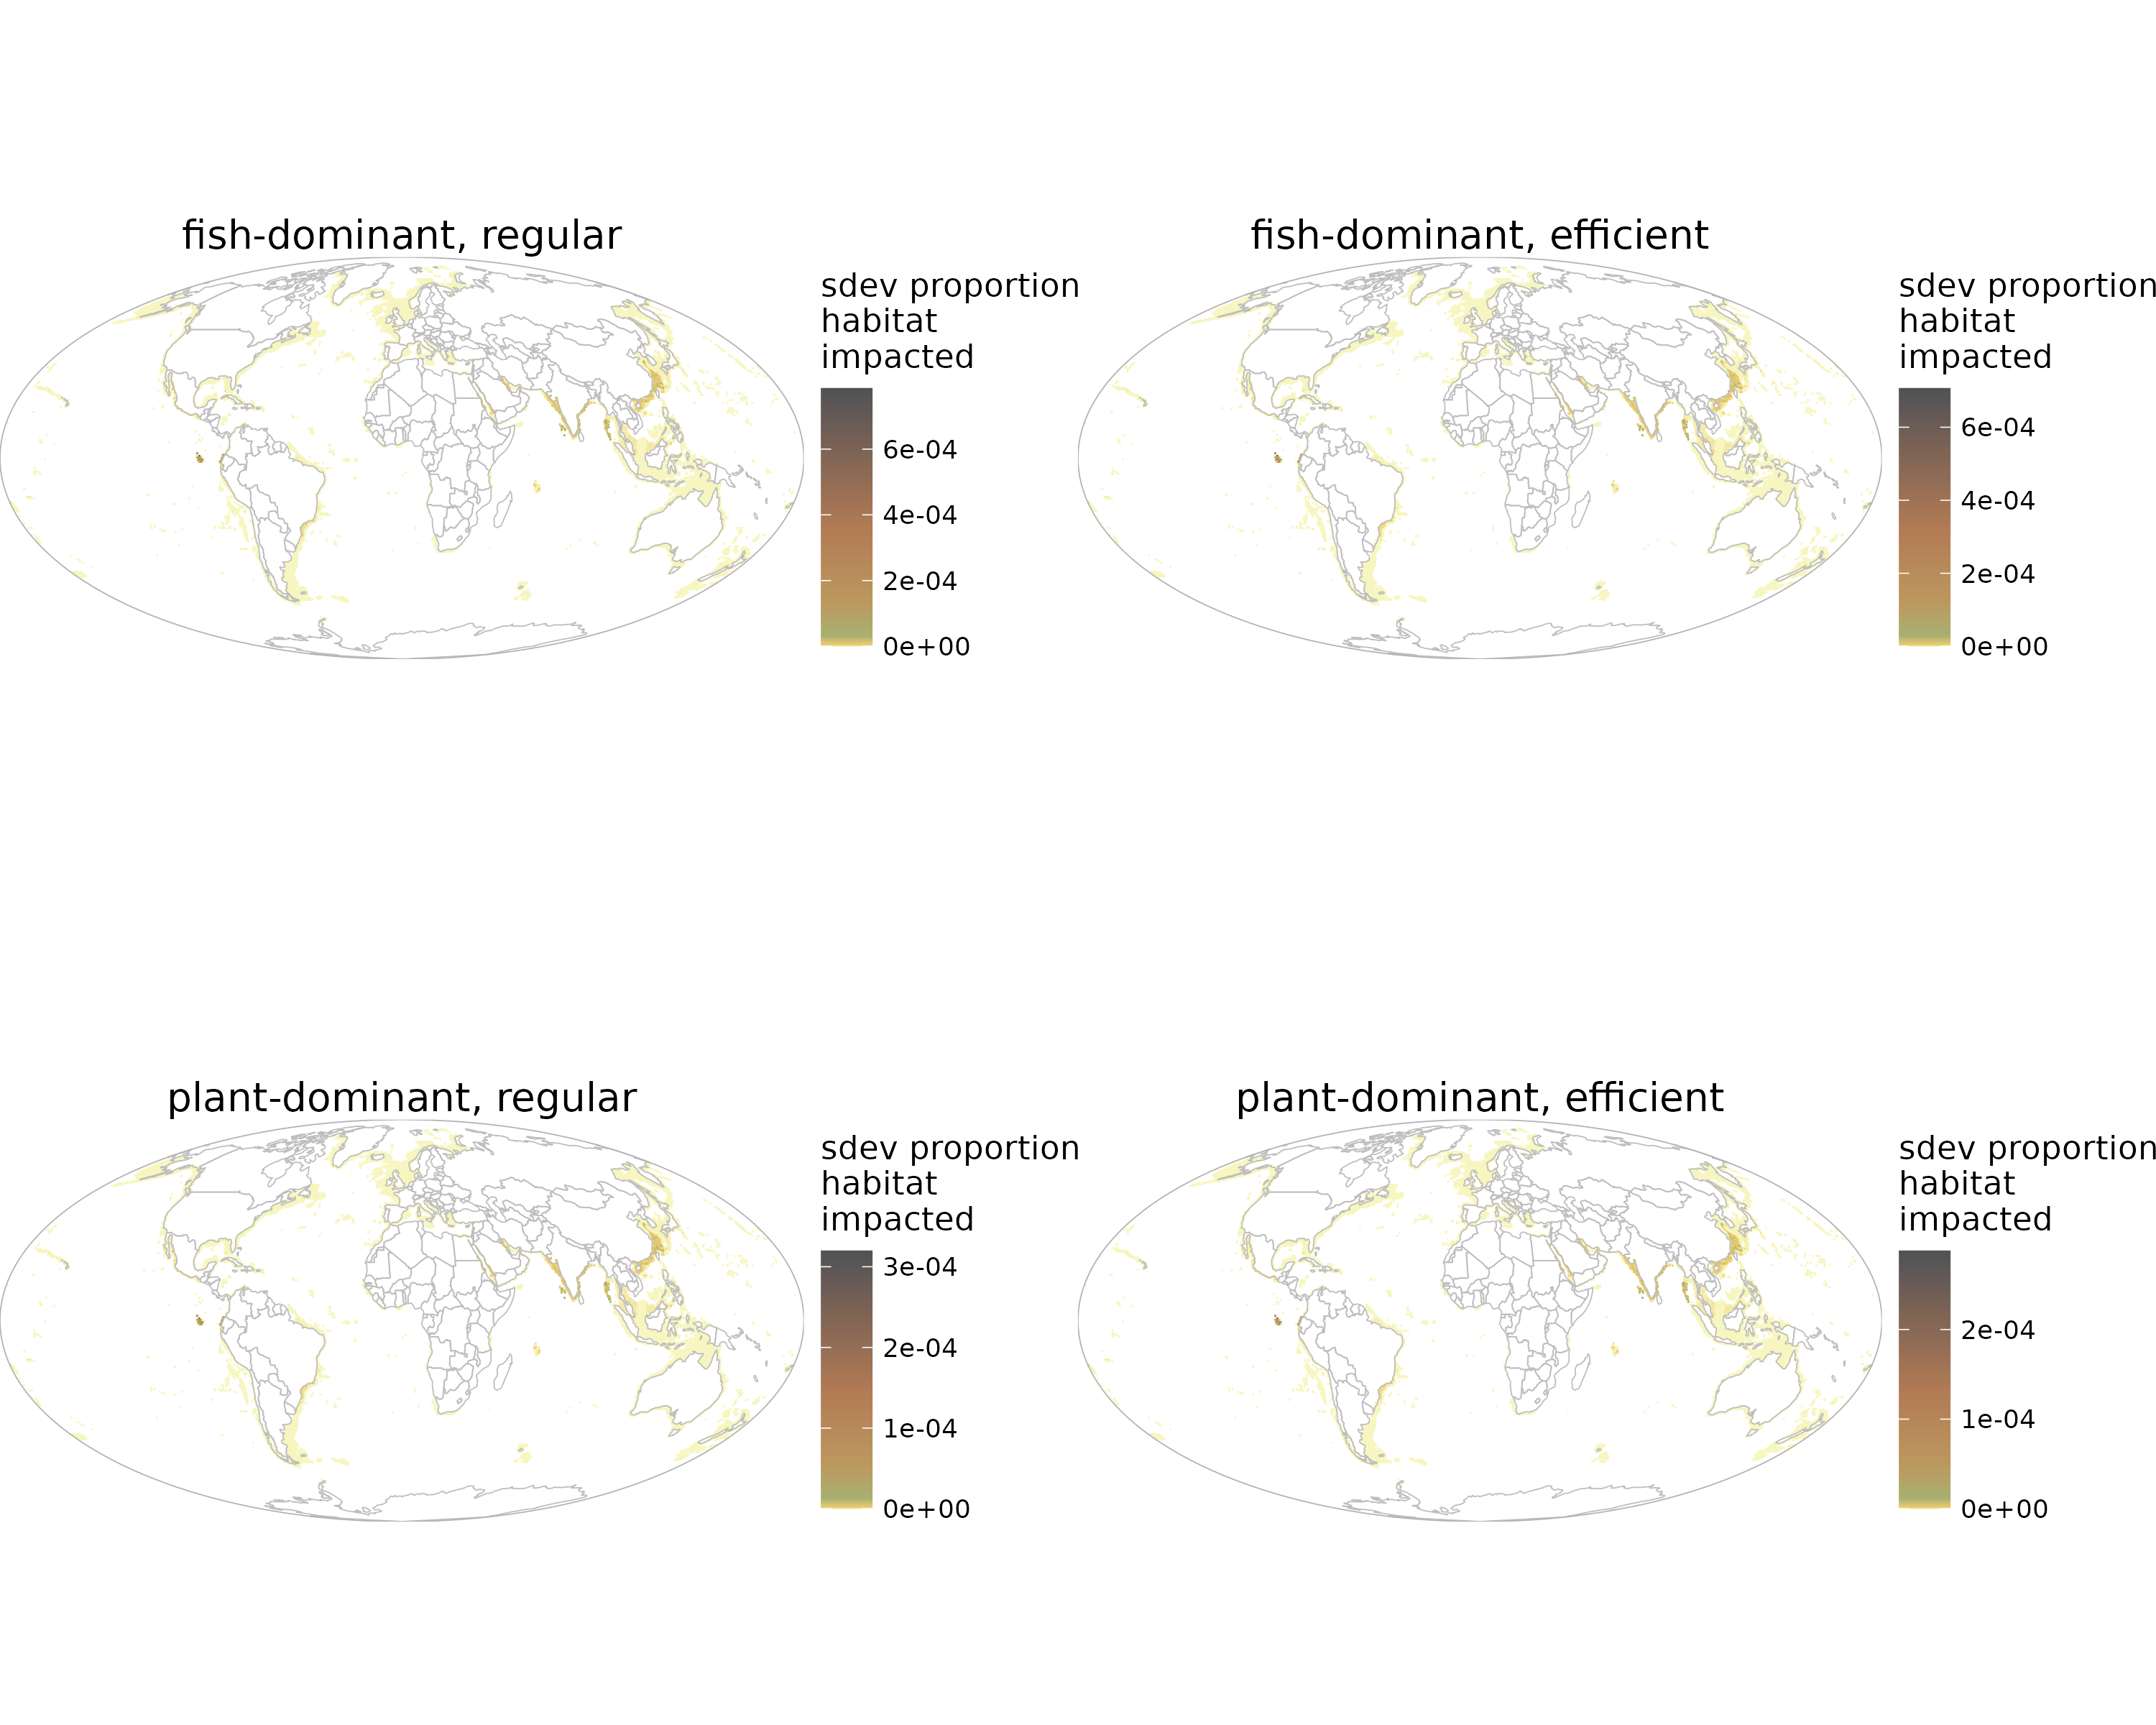 fish-dominant, regular
sdev proportion
habitat
impacted
6e-04
4e-04
2e-04
0e+00
fish-dominant, efficient
sdev proportion
habitat
impacted
6e-04
4e-04
2e-04
0e+00
plant-dominant, regular
sdev proportion
habitat
impacted
3e-04
2e-04
1e-04
0e+00
plant-dominant, efficient
sdev proportion
habitat
impacted
2e-04
1e-04
0e+00